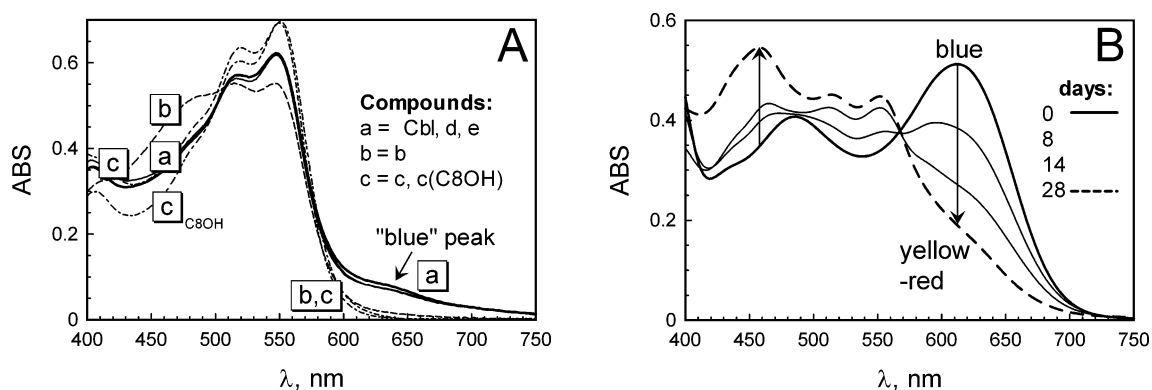 A
0.6
0.4
0.2
0
ABS
400 450 500 550 600 650 700 750
λ, nm
b
c
a
c C8OH
Compounds:
a = Cbl, d, e
b = b
c = c, c(C8OH)
"blue" peak
a
b,c
B
0.6
0.4
0.2
0
ABS
400 450 500 550 600 650 700 750
λ, nm
blue
days:
0
8
14
28
yellow
-red